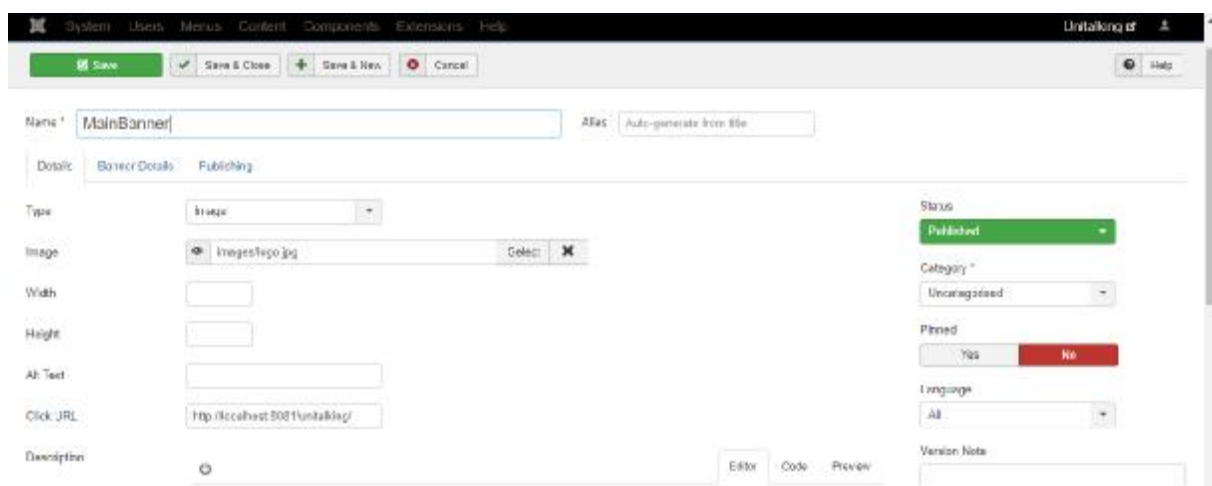 System Users Menus Content Components Extensions Help Unitalking
Save Save & Close Save & New Cancel Help
Name * MainBanner Alias Auto-generate from title
Details Banner Details Publishing
Type Image
Status
Published
Image images/logo.jpg Select
Category *
Uncategorised
Width
Height
Pinned
Yes No
Alt Text
Language
All
Click URL http://localhost:8081/unitalking/
Description
Version Note
Editor Code Preview